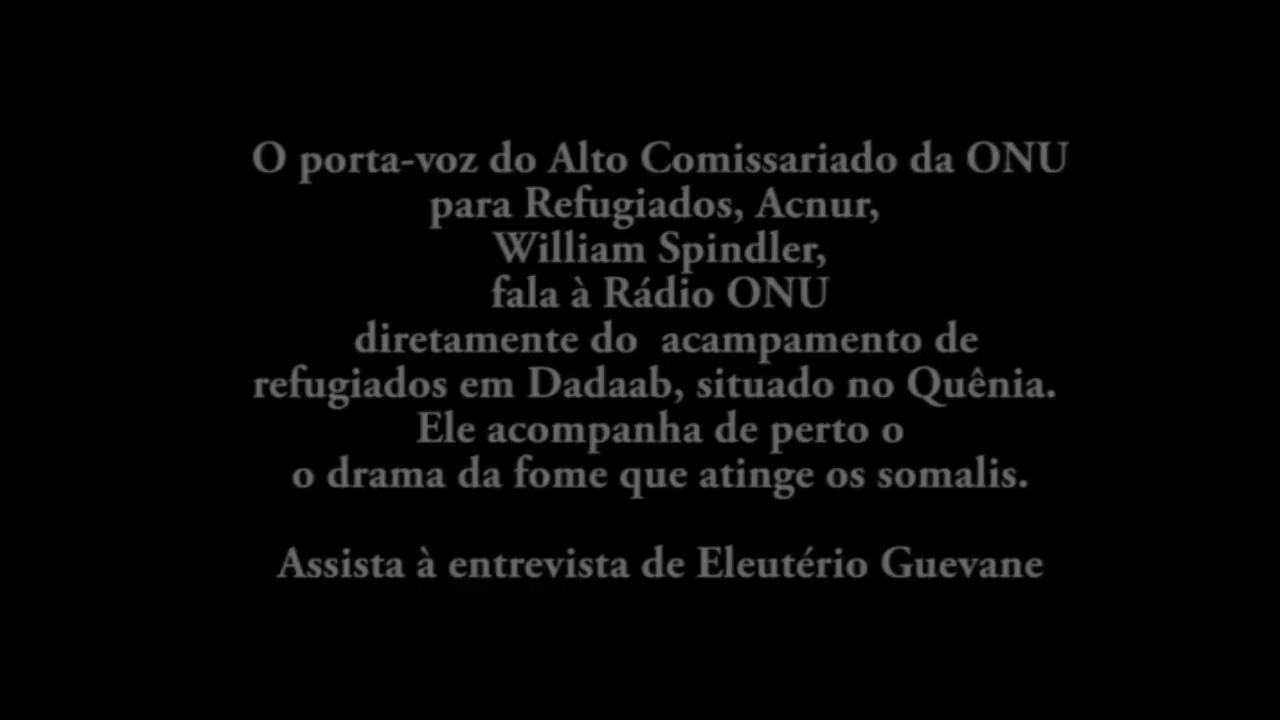 O porta-voz do Alto Comissariado da ONU
para Refugiados, Acnur,
William Spindler,
fala à Rádio ONU
diretamente do  acampamento de
refugiados em Dadaab, situado no Quênia.
Ele acompanha de perto o
o drama da fome que atinge os somalis.
Assista à entrevista de Eleutério Guevane